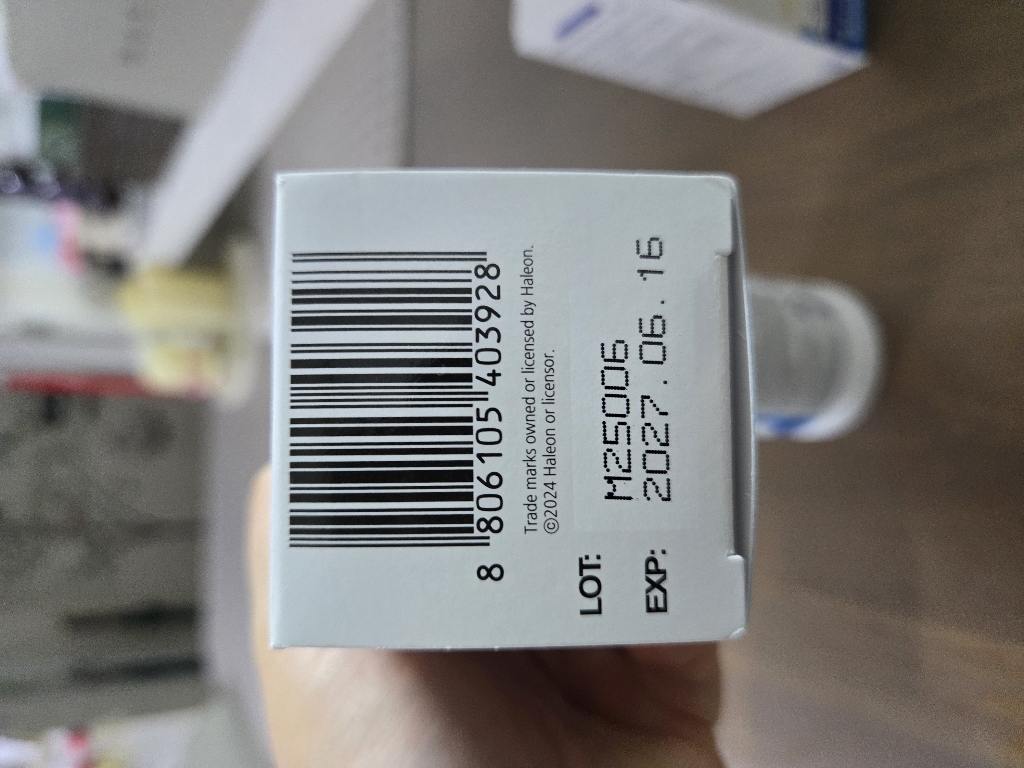 8 806105 403928
Trade marks owned or licensed by Haleon.
©2024 Haleon or licensor.
LOT: M25006
EXP: 2027.06.16